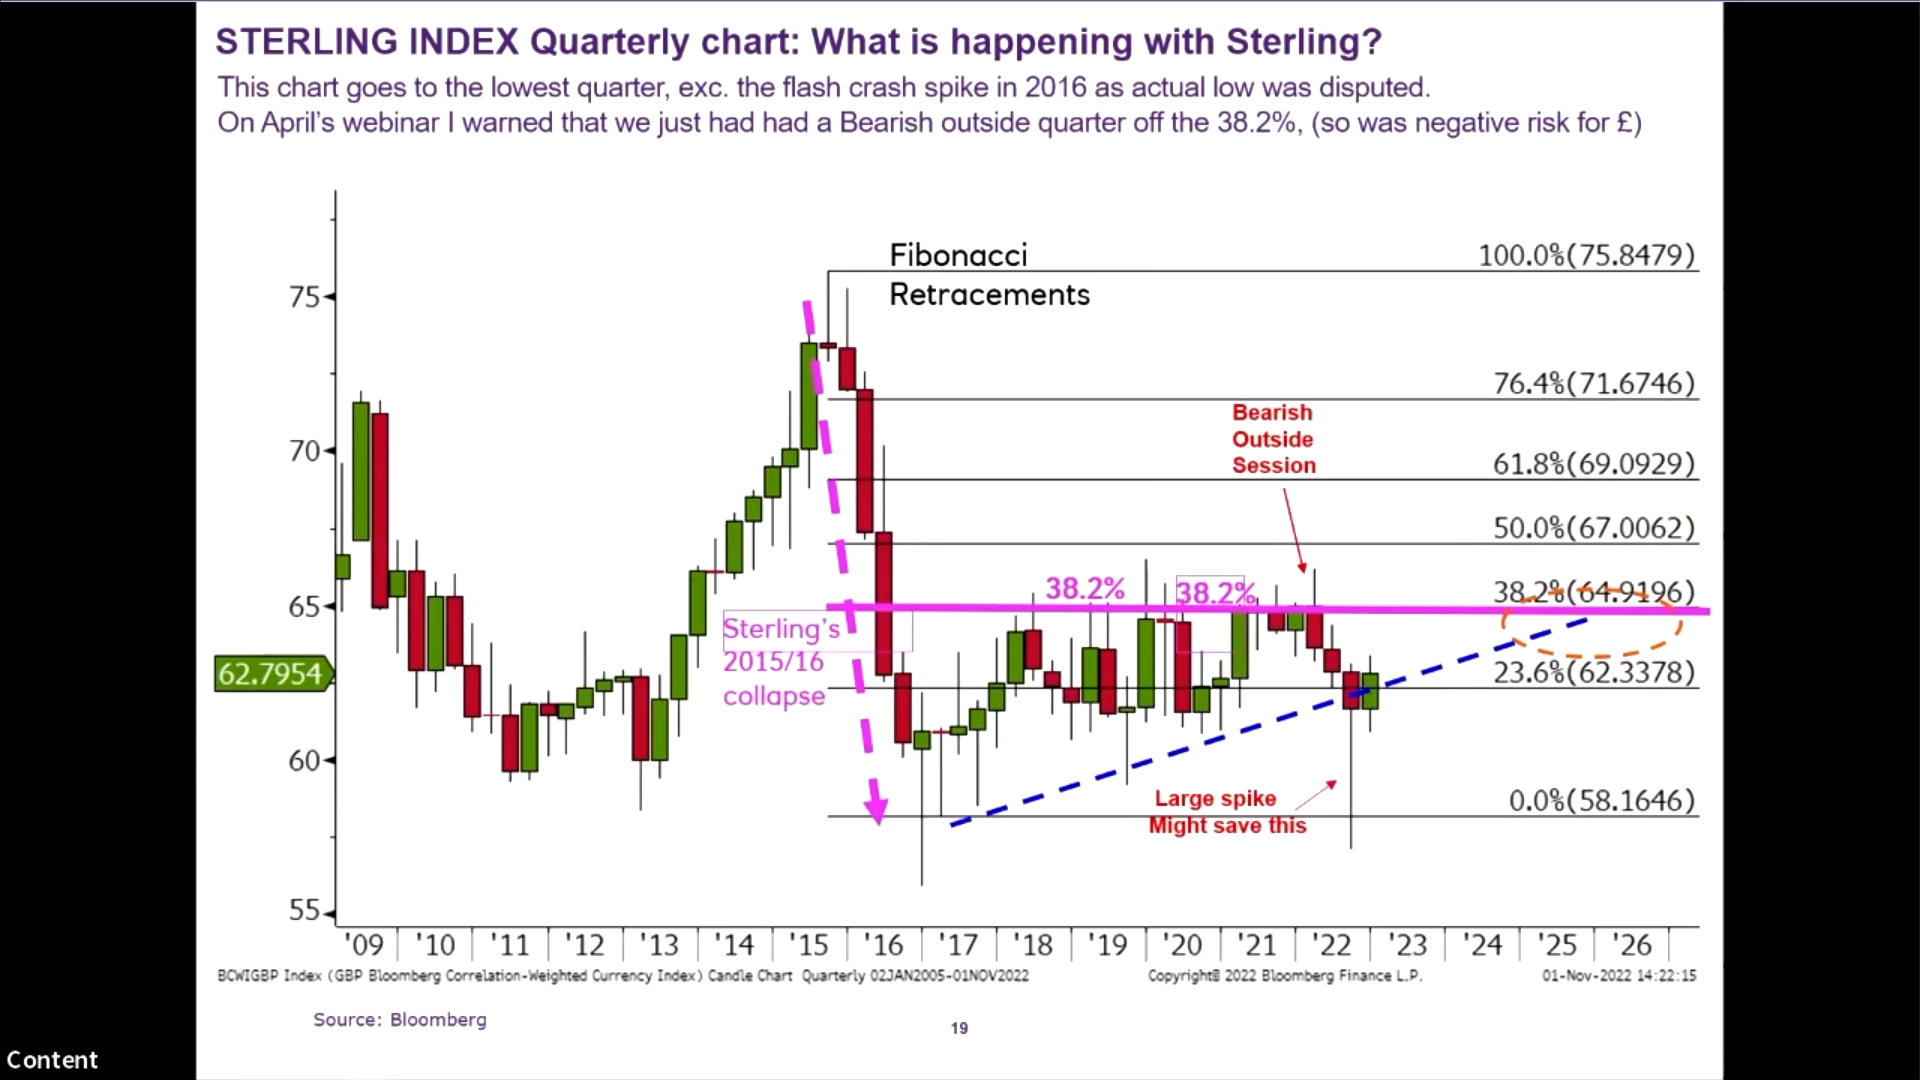 STERLING INDEX Quarterly chart: What is happening with Sterling?
This chart goes to the lowest quarter, exc. the flash crash spike in 2016 as actual low was disputed.
On April's webinar I warned that we just had had a Bearish outside quarter off the 38.2%, (so was negative risk for £)
Fibonacci
Retracements
100.0%(75.8479)
75
76.4%(71.6746)
Bearish
Outside
Session
70
61.8%(69.0929)
50.0%(67.0062)
38.2%
38.2%
38.2%(64.9196)
65
Sterling's
2015/16
collapse
62.7954
23.6%(62.3378)
60
Large spike
Might save this
0.0%(58.1646)
55
'09 '10 '11 '12 '13 '14 '15 '16 '17 '18 '19 '20 '21 '22 '23 '24 '25 '26
BCWIGBP Index (GBP Bloomberg Correlation-Weighted Currency Index) Candle Chart Quarterly 02JAN2005-01NOV2022 Copyright© 2022 Bloomberg Finance L.P. 01-Nov-2022 14:22:15
Source: Bloomberg
19
Content